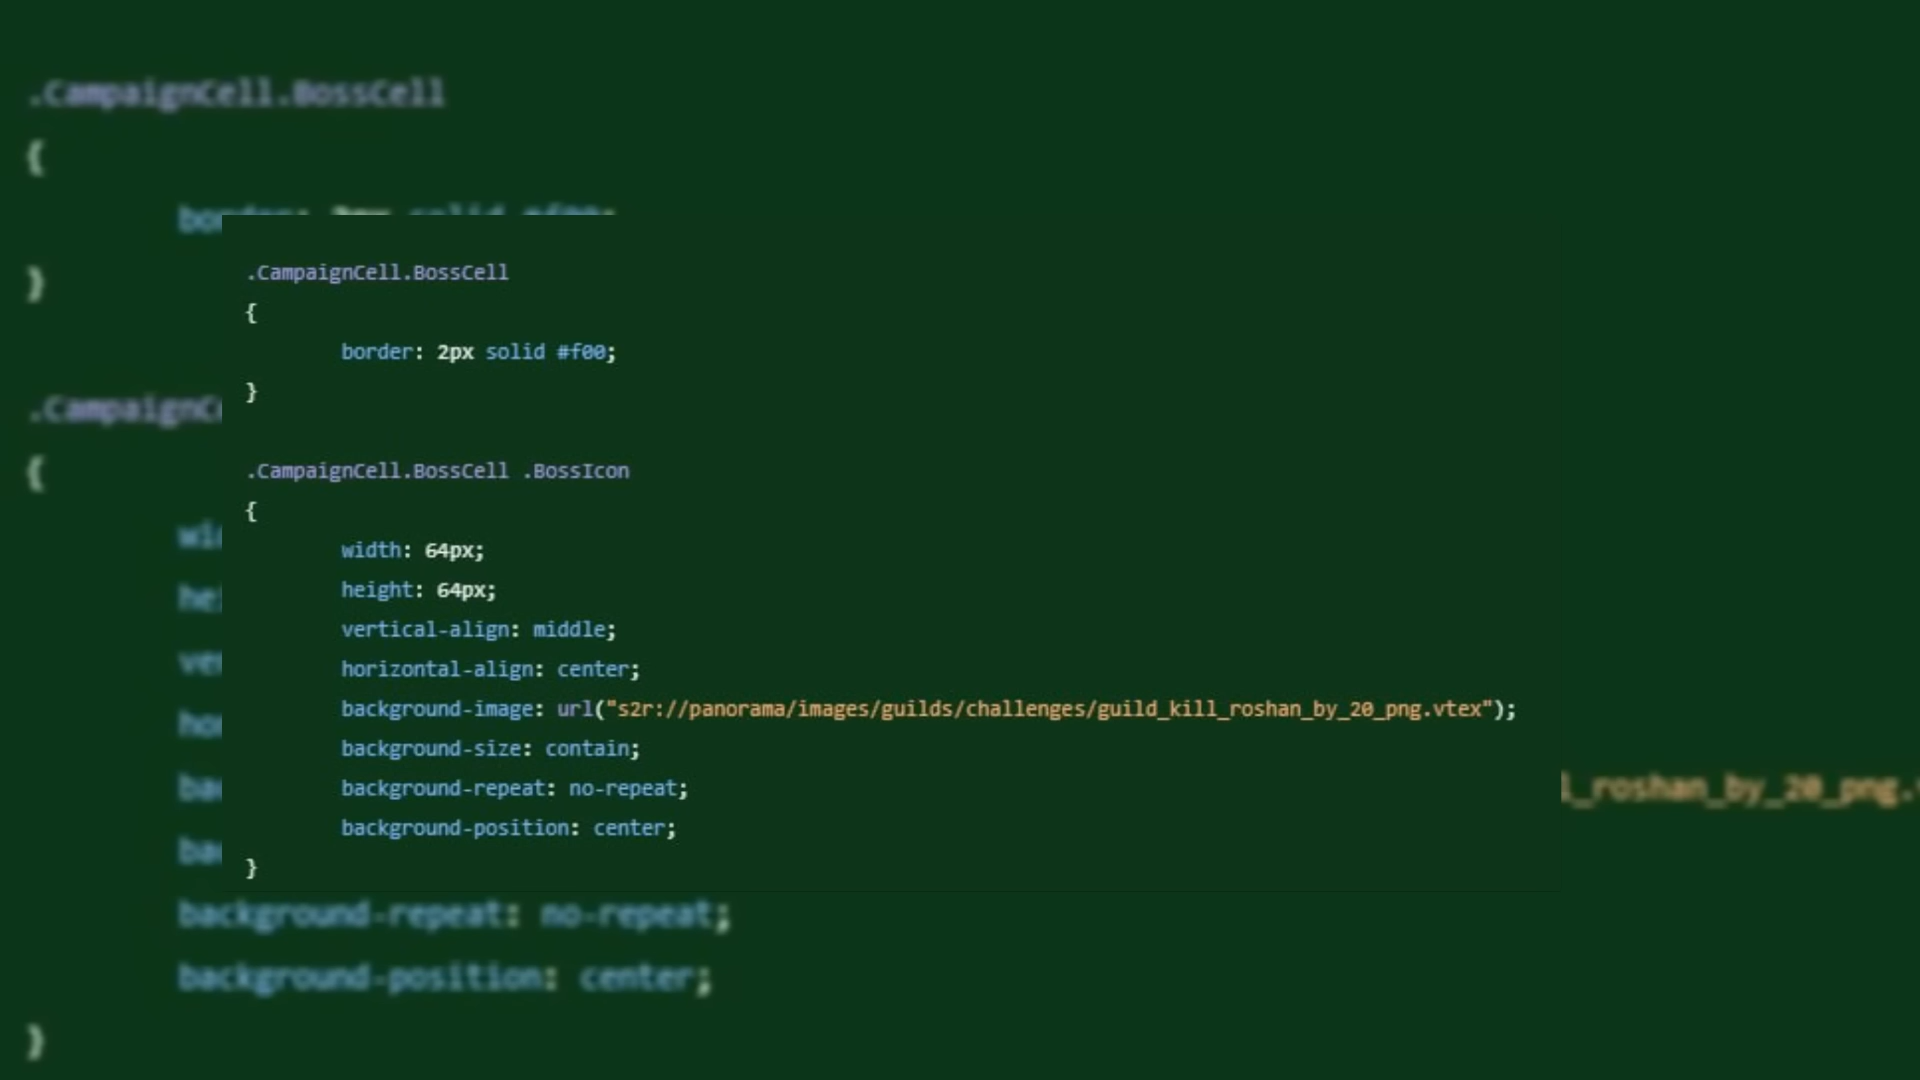 .CampaignCell.BossCell
{
border: 2px solid #f00;
}
.CampaignCell.BossCell .BossIcon
{
width: 64px;
height: 64px;
vertical-align: middle;
horizontal-align: center;
background-image: url("s2r://panorama/images/guilds/challenges/guild_kill_roshan_by_20_png.vtex");
background-size: contain;
background-repeat: no-repeat;
background-position: center;
}